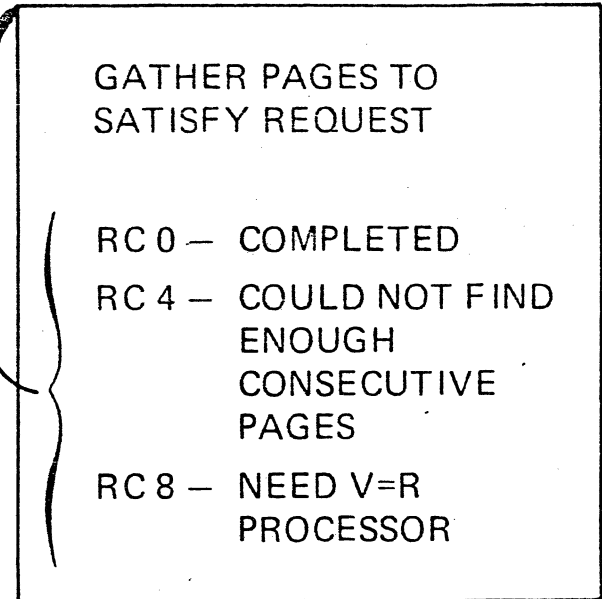 GATHER PAGES TO
SATISFY REQUEST
RC 0 — COMPLETED
RC 4 — COULD NOT FIND
ENOUGH
CONSECUTIVE
PAGES
RC 8 — NEED V=R
PROCESSOR